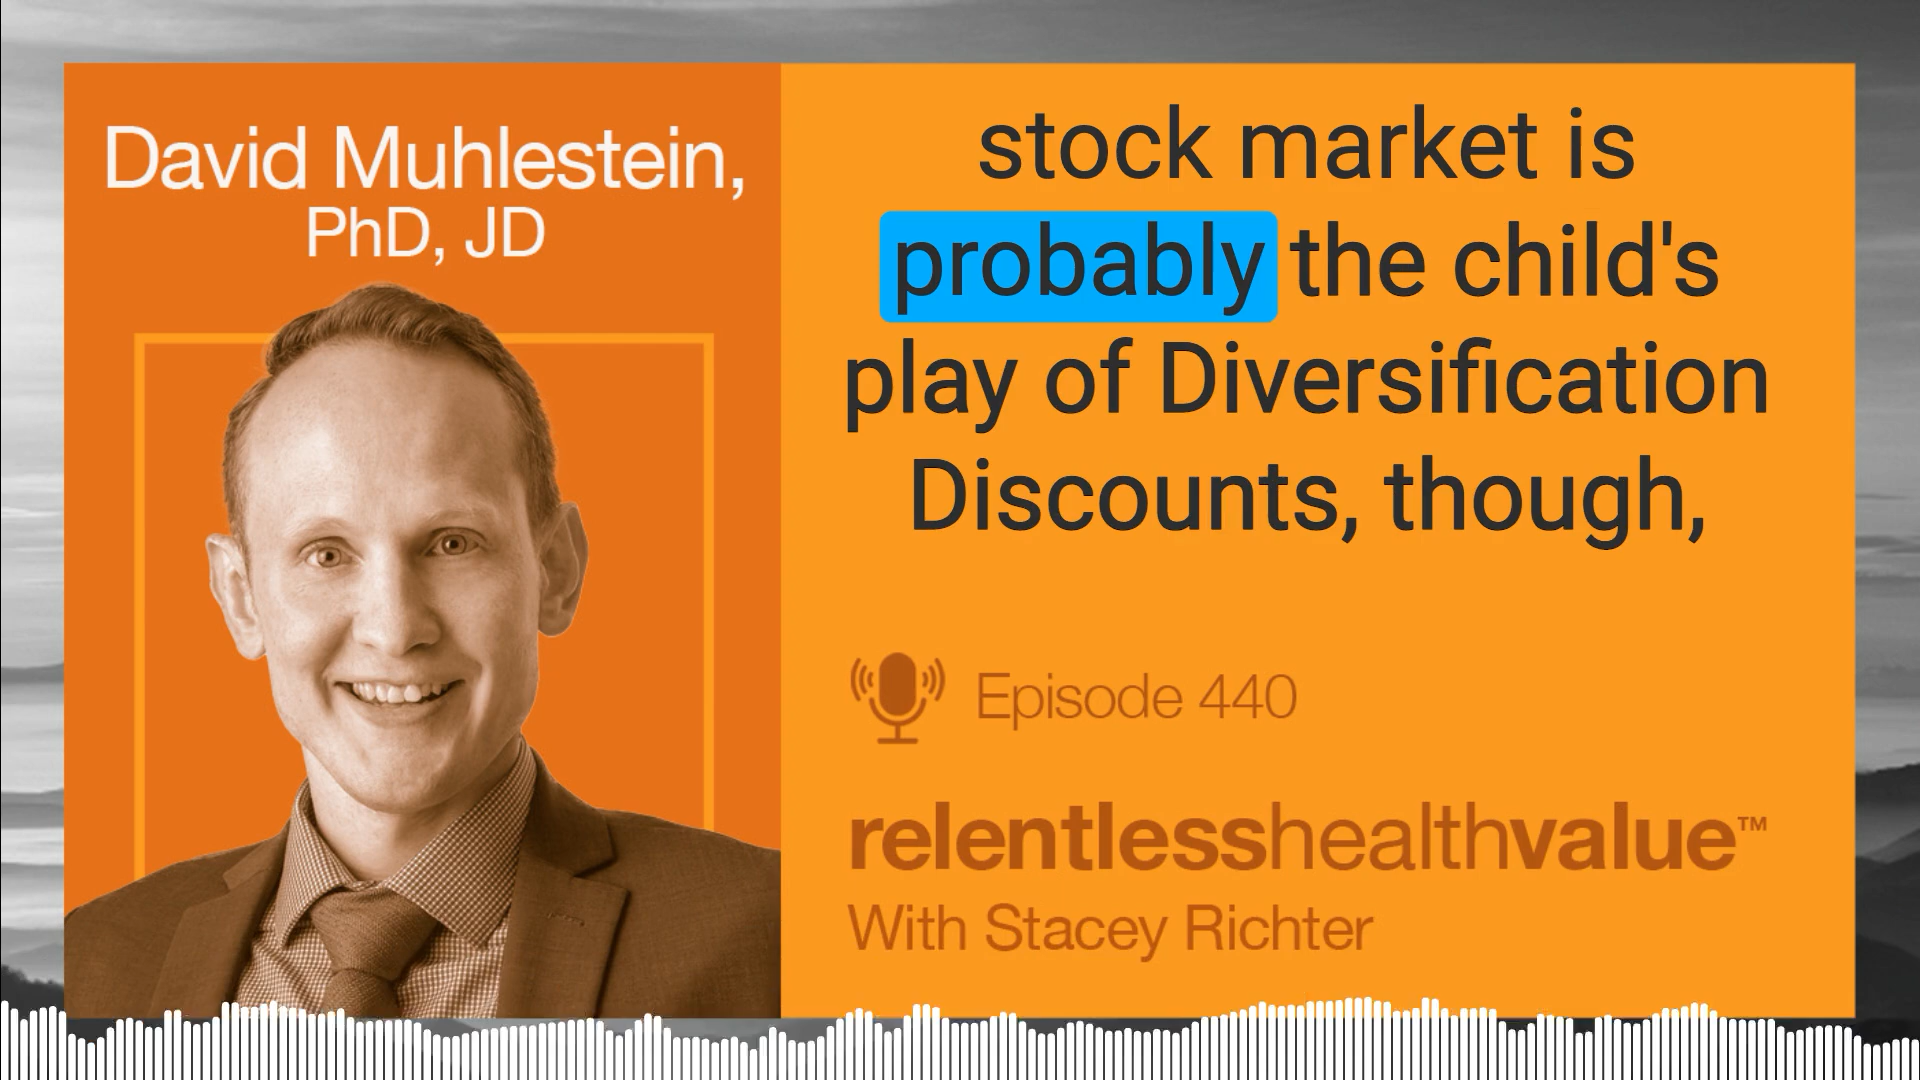 David Muhlestein,
PhD, JD
stock market is
probably the child's
play of Diversification
Discounts, though,
Episode 440
relentlesshealthvalue™
With Stacey Richter